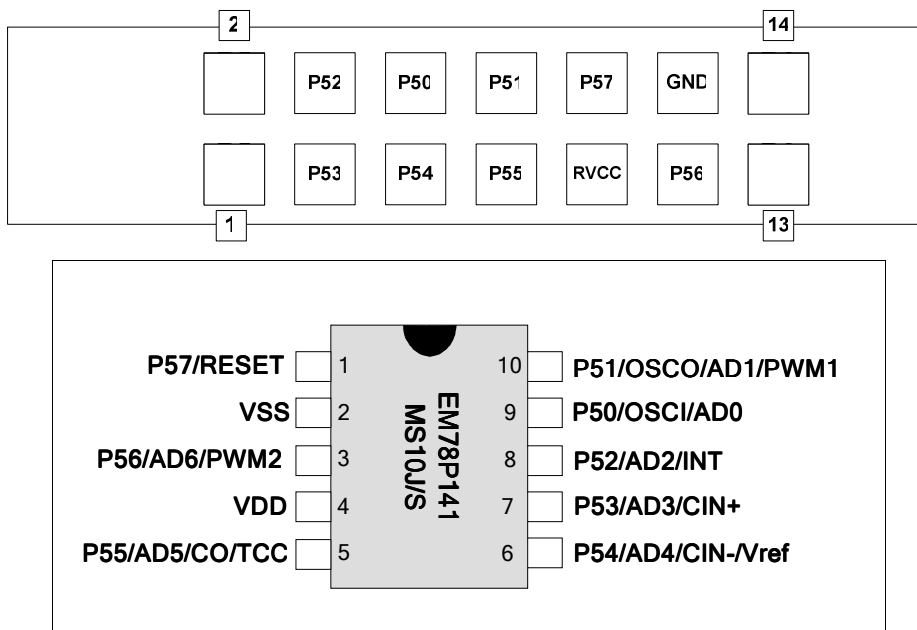 2 14
P52 P50 P51 P57 GND
P53 P54 P55 RVCC P56
1 13
P57/RESET 1 10 P51/OSCO/AD1/PWM1
VSS 2 9 P50/OSCI/AD0
P56/AD6/PWM2 3 8 P52/AD2/INT
VDD 4 7 P53/AD3/CIN+
P55/AD5/CO/TCC 5 6 P54/AD4/CIN-/Vref
EM78P141
MS10J/S